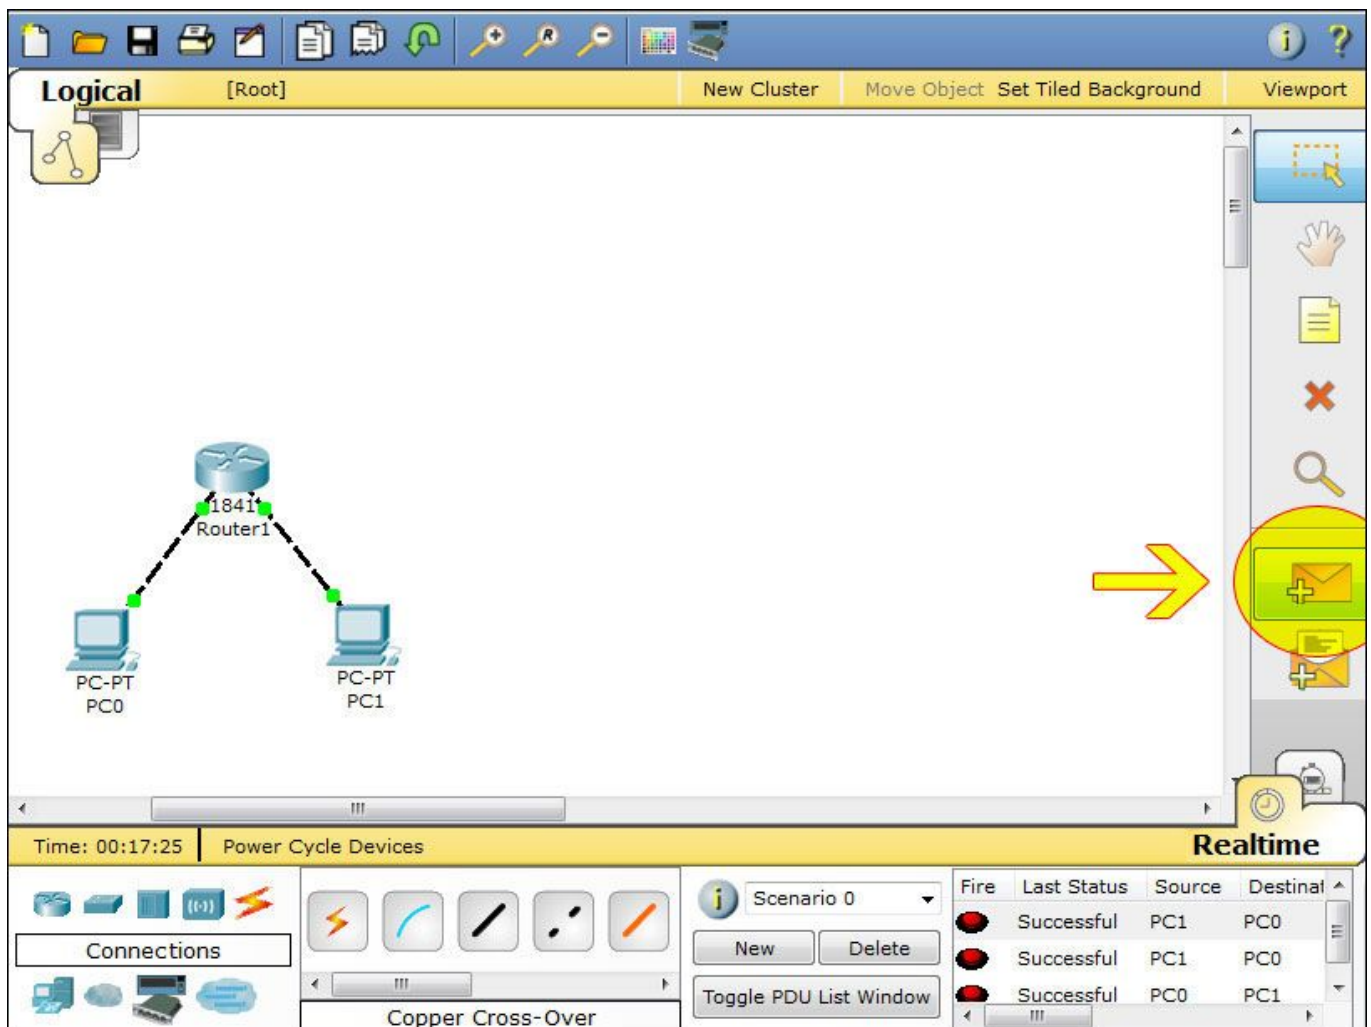 Logical [Root] New Cluster Move Object Set Tiled Background Viewport
1841
Router1
PC-PT
PC0
PC-PT
PC1
Time: 00:17:25 Power Cycle Devices Realtime
Connections
Copper Cross-Over
Scenario 0
New Delete
Toggle PDU List Window
Fire Last Status Source Destinat
Successful PC1 PC0
Successful PC1 PC0
Successful PC0 PC1